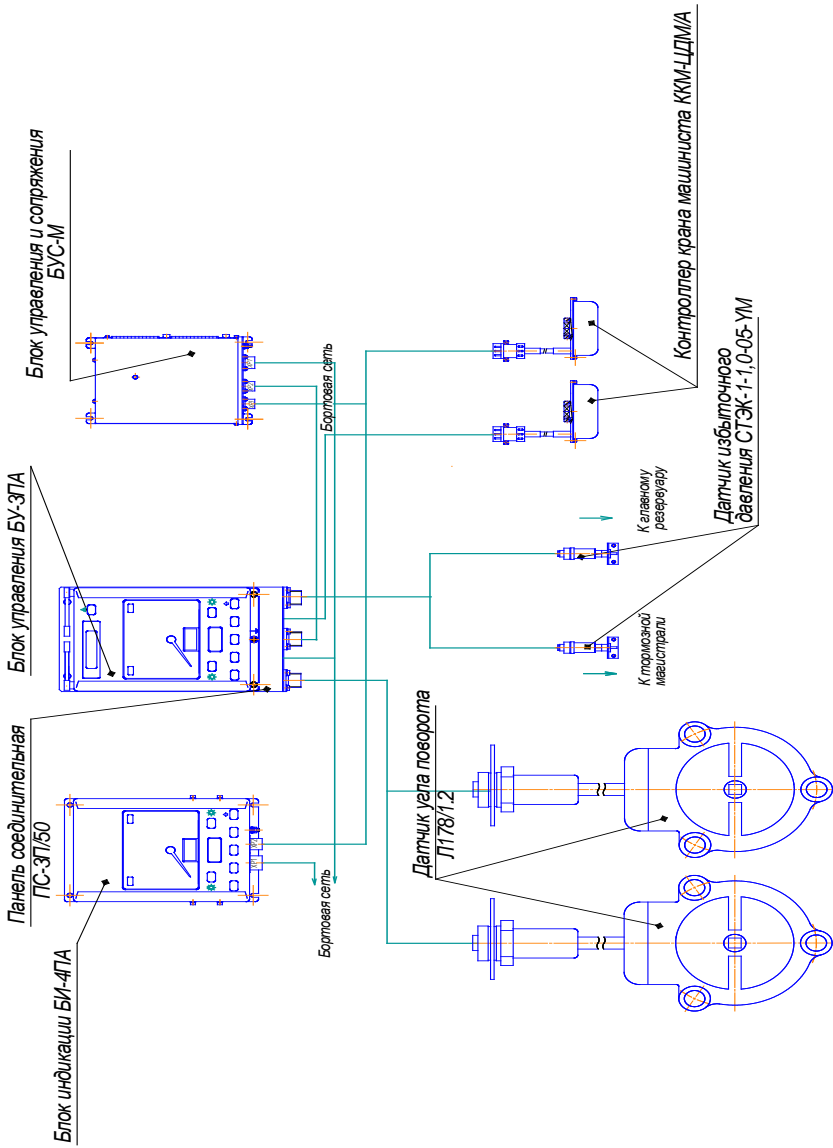 Блок индикации БИ-4ПА
Панель соединительная
ПС-3П/50
Блок управления БУ-3ПА
Блок управления и сопряжения
БУС-М
Бортовая сеть
Бортовая сеть
Датчик угла поворота
Л178/1.2
К тормозной
магистрали
К главному
резервуару
Датчик избыточного
давления СТЭК-1-1,0-05-УМ
Контроллер крана машиниста ККМ-ЦДМ/А